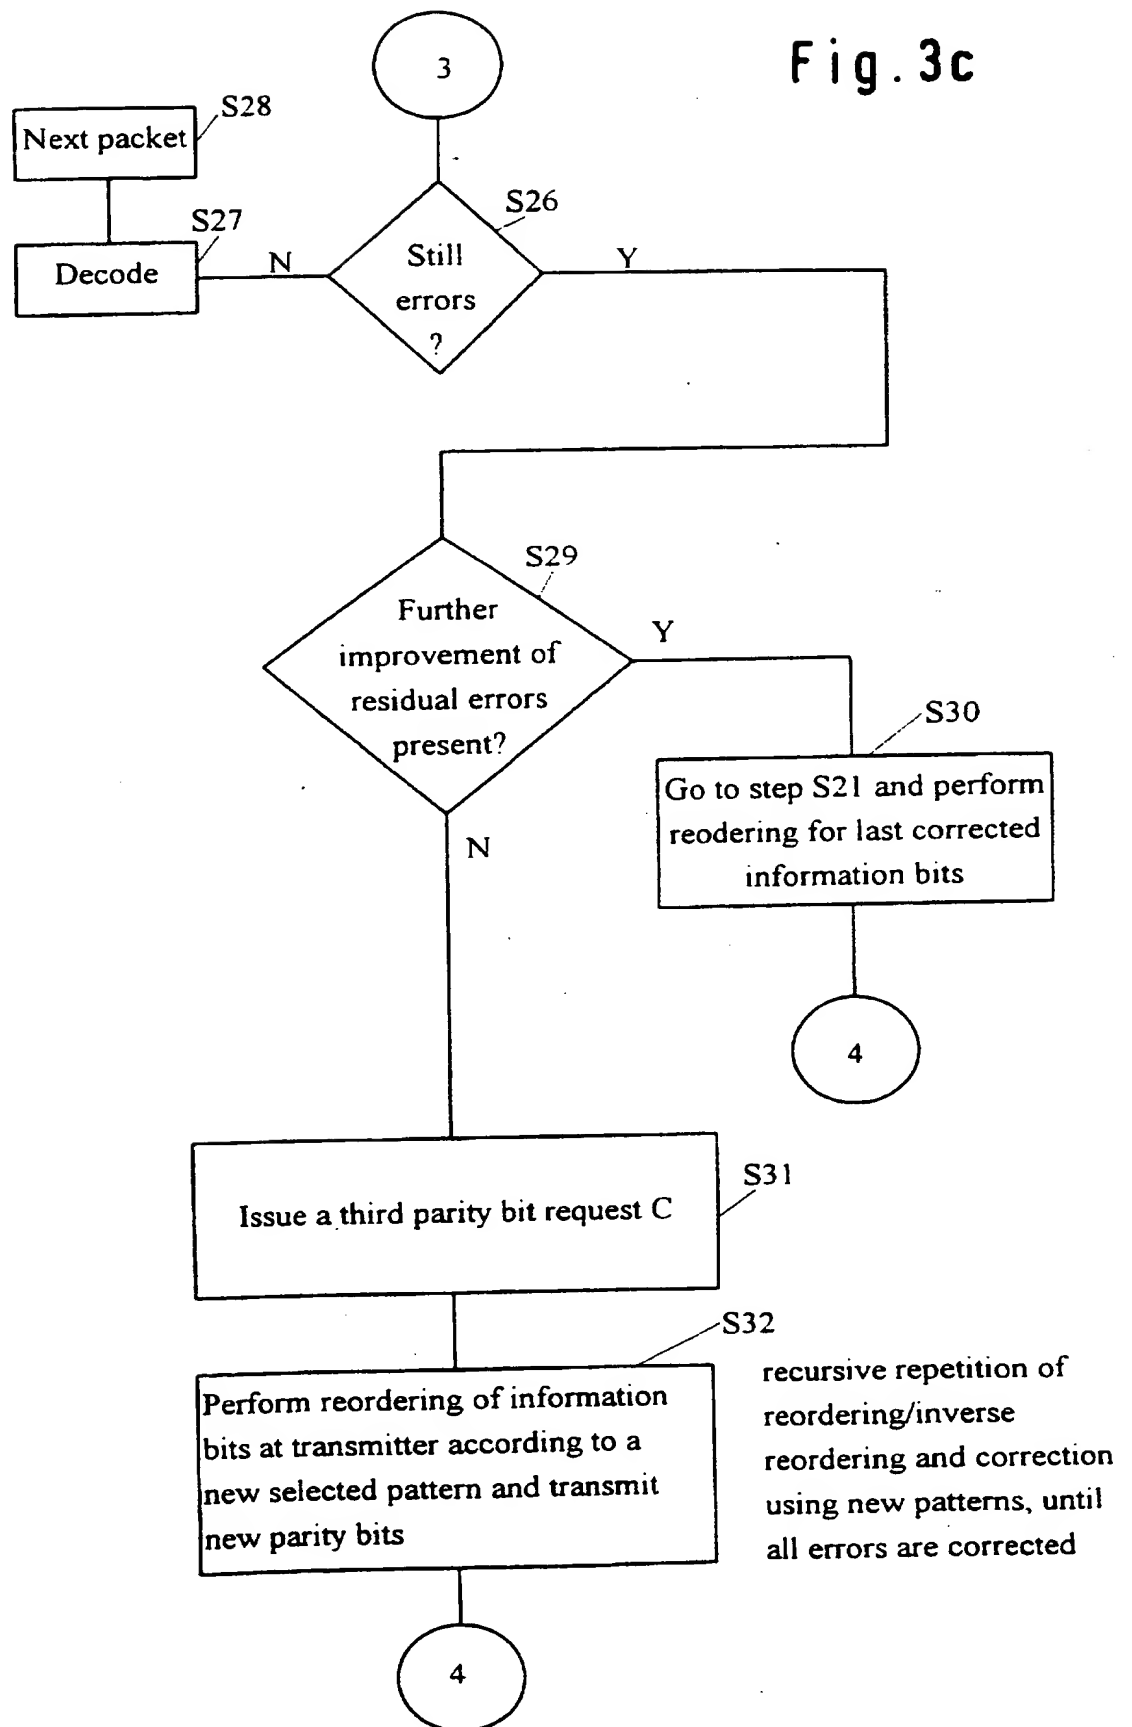 Fig. 3c
3
S28
Next packet
S27
Decode
N
S26
Still
errors
?
Y
S29
Further
improvement of
residual errors
present?
Y
N
S30
Go to step S21 and perform
reodering for last corrected
information bits
4
S31
Issue a third parity bit request C
S32
Perform reordering of information
bits at transmitter according to a
new selected pattern and transmit
new parity bits
recursive repetition of
reordering/inverse
reordering and correction
using new patterns, until
all errors are corrected
4